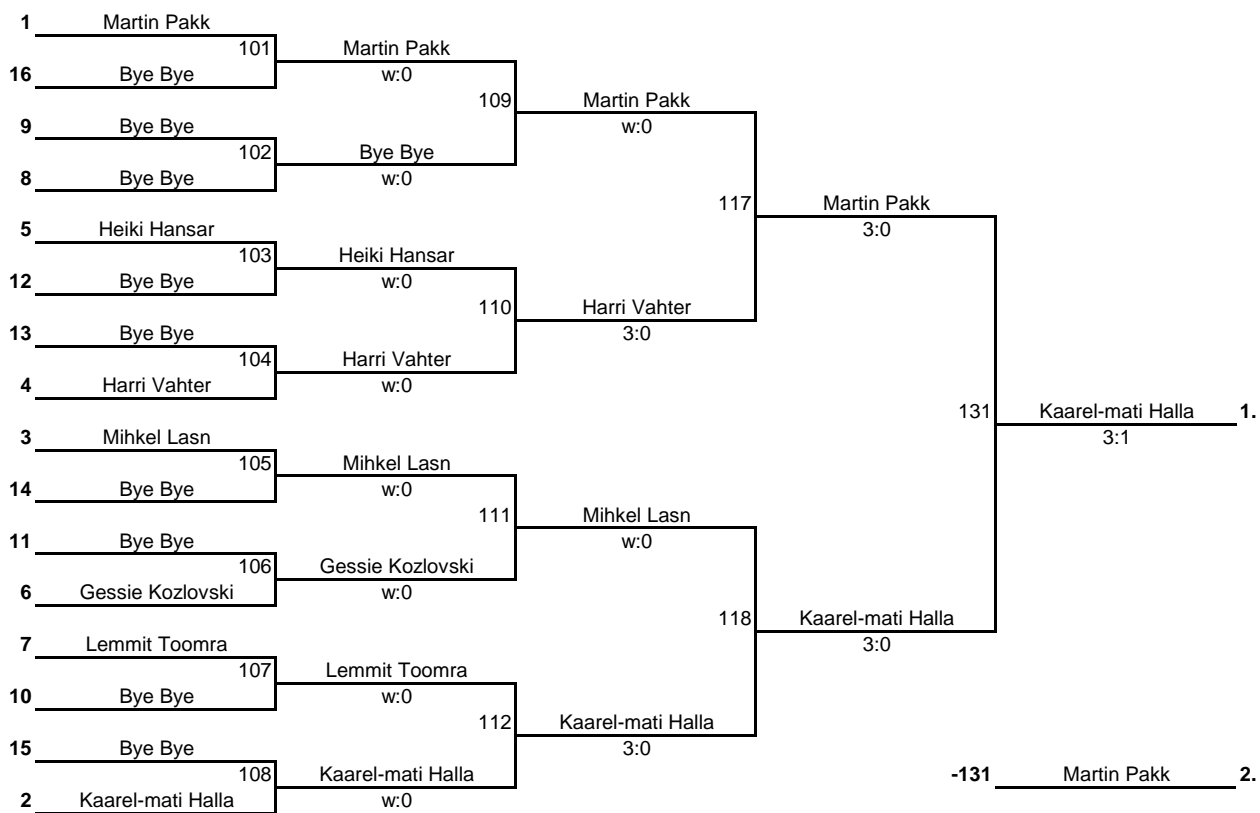 1 Martin Pakk
101 Martin Pakk
16 Bye Bye w:0
109 Martin Pakk
9 Bye Bye w:0
102 Bye Bye
8 Bye Bye w:0
117 Martin Pakk
5 Heiki Hansar 3:0
103 Heiki Hansar
12 Bye Bye w:0
110 Harri Vahter
13 Bye Bye 3:0
104 Harri Vahter
4 Harri Vahter w:0
131 Kaarel-mati Halla 1.
3 Mihkel Lasn 3:1
105 Mihkel Lasn
14 Bye Bye w:0
111 Mihkel Lasn
11 Bye Bye w:0
106 Gessie Kozlovski
6 Gessie Kozlovski w:0
118 Kaarel-mati Halla
7 Lemmit Toomra 3:0
107 Lemmit Toomra
10 Bye Bye w:0
112 Kaarel-mati Halla
15 Bye Bye 3:0
108 Kaarel-mati Halla -131 Martin Pakk 2.
2 Kaarel-mati Halla w:0